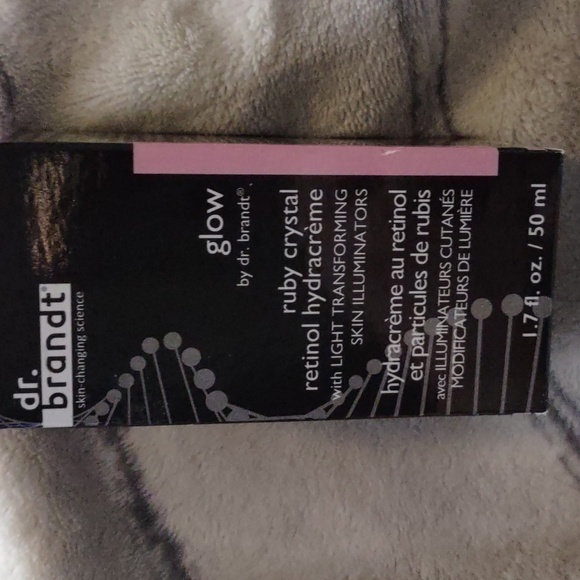 dr.
brandt®
skin-changing science
glow
by dr. brandt®
ruby crystal
retinol hydracrème
with LIGHT TRANSFORMING
SKIN ILLUMINATORS
hydracrème au retinol
et particules de rubis
avec ILLUMINATEURS CUTANÉS
MODIFICATEURS DE LUMIÈRE
1.7 fl. oz. / 50 ml